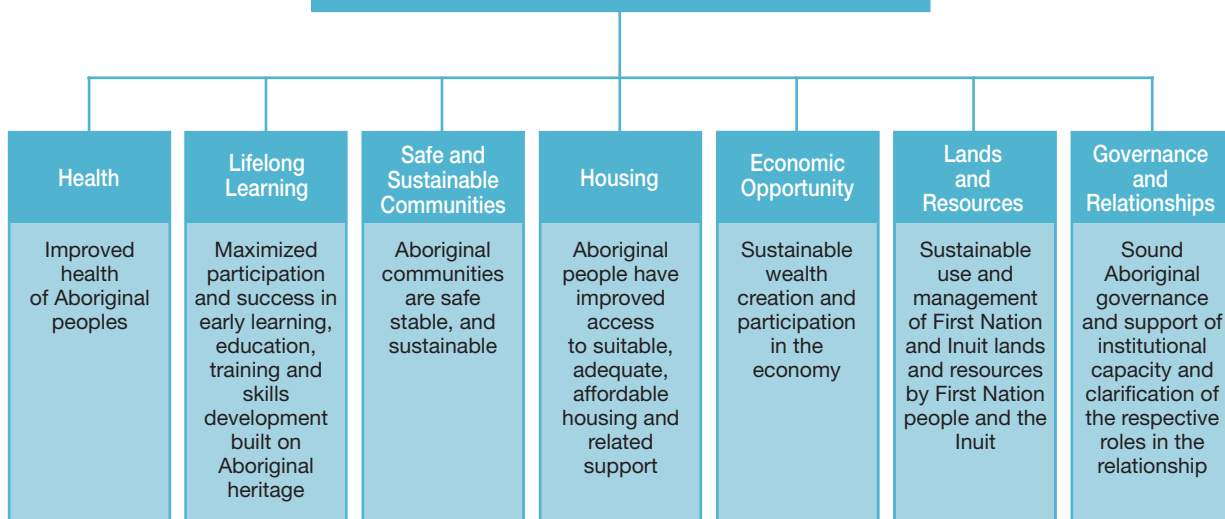 Health
Improved
health
of Aboriginal
peoples
Lifelong
Learning
Maximized
participation
and success in
early learning,
education,
training and
skills
development
built on
Aboriginal
heritage
Safe and
Sustainable
Communities
Aboriginal
communities
are safe
stable, and
sustainable
Housing
Aboriginal
people have
improved
access
to suitable,
adequate,
affordable
housing and
related
support
Economic
Opportunity
Sustainable
wealth
creation and
participation
in the
economy
Lands
and
Resources
Sustainable
use and
management
of First Nation
and Inuit lands
and resources
by First Nation
people and the
Inuit
Governance
and
Relationships
Sound
Aboriginal
governance
and support of
institutional
capacity and
clarification of
the respective
roles in the
relationship